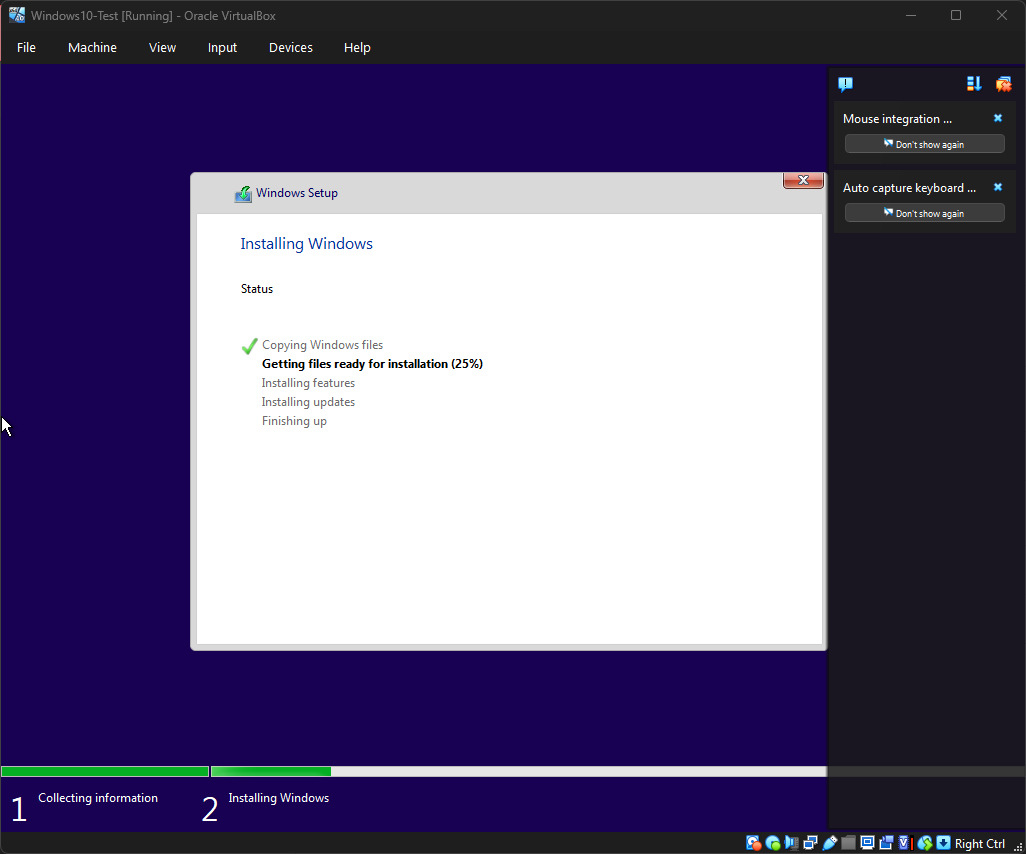 Windows10-Test [Running] - Oracle VirtualBox
File Machine View Input Devices Help
Mouse integration ...
Don't show again
Auto capture keyboard ...
Don't show again
Windows Setup
Installing Windows
Status
Copying Windows files
Getting files ready for installation (25%)
Installing features
Installing updates
Finishing up
1 Collecting information
2 Installing Windows
Right Ctrl